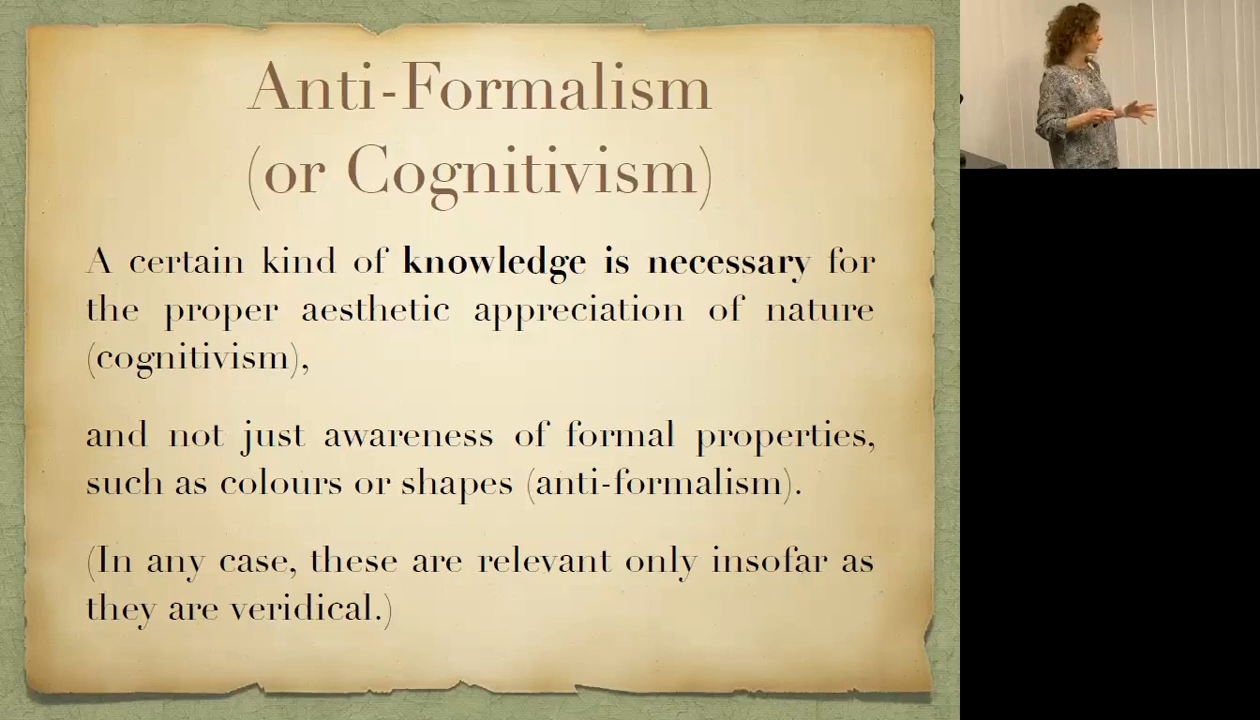 Anti-Formalism
(or Cognitivism)
A certain kind of knowledge is necessary for
the proper aesthetic appreciation of nature
(cognitivism),
and not just awareness of formal properties,
such as colours or shapes (anti-formalism).
(In any case, these are relevant only insofar as
they are veridical.)